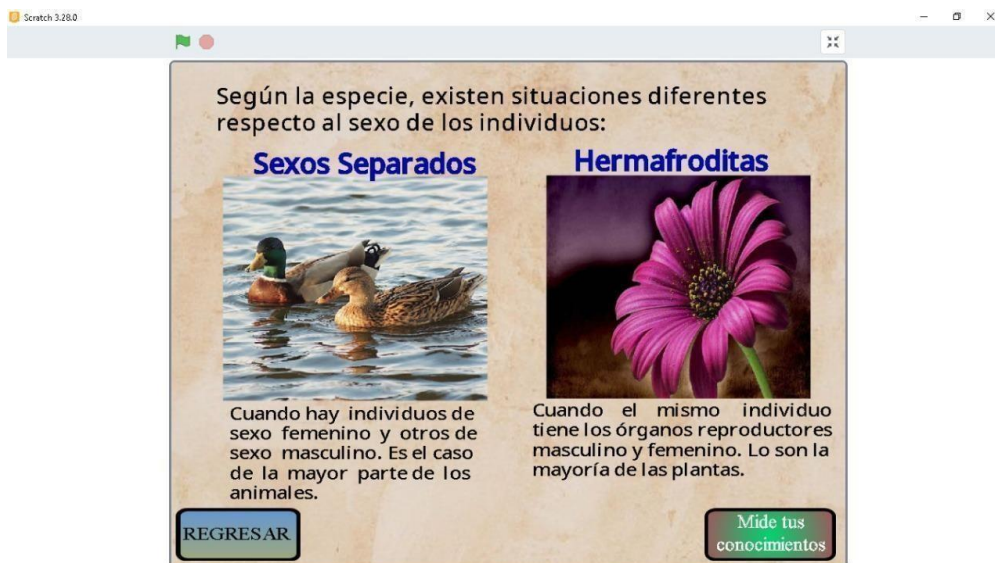 Scratch 3.28.0
Según la especie, existen situaciones diferentes
respecto al sexo de los individuos:
Sexos Separados
Cuando hay individuos de
sexo femenino y otros de
sexo masculino. Es el caso
de la mayor parte de los
animales.
Hermafroditas
Cuando el mismo individuo
tiene los órganos reproductores
masculino y femenino. Lo son la
mayoría de las plantas.
REGRESAR
Mide tus
conocimientos